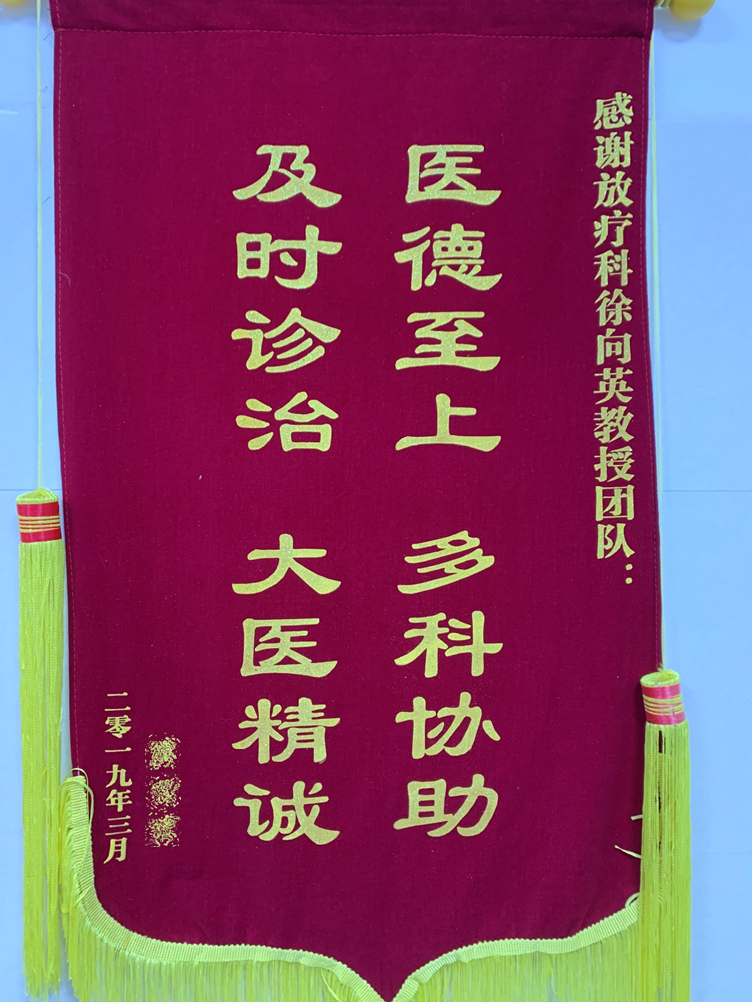 感谢放疗科徐向英教授团队：
医德至上 多科协助
及时诊治 大医精诚
二零一九年三月